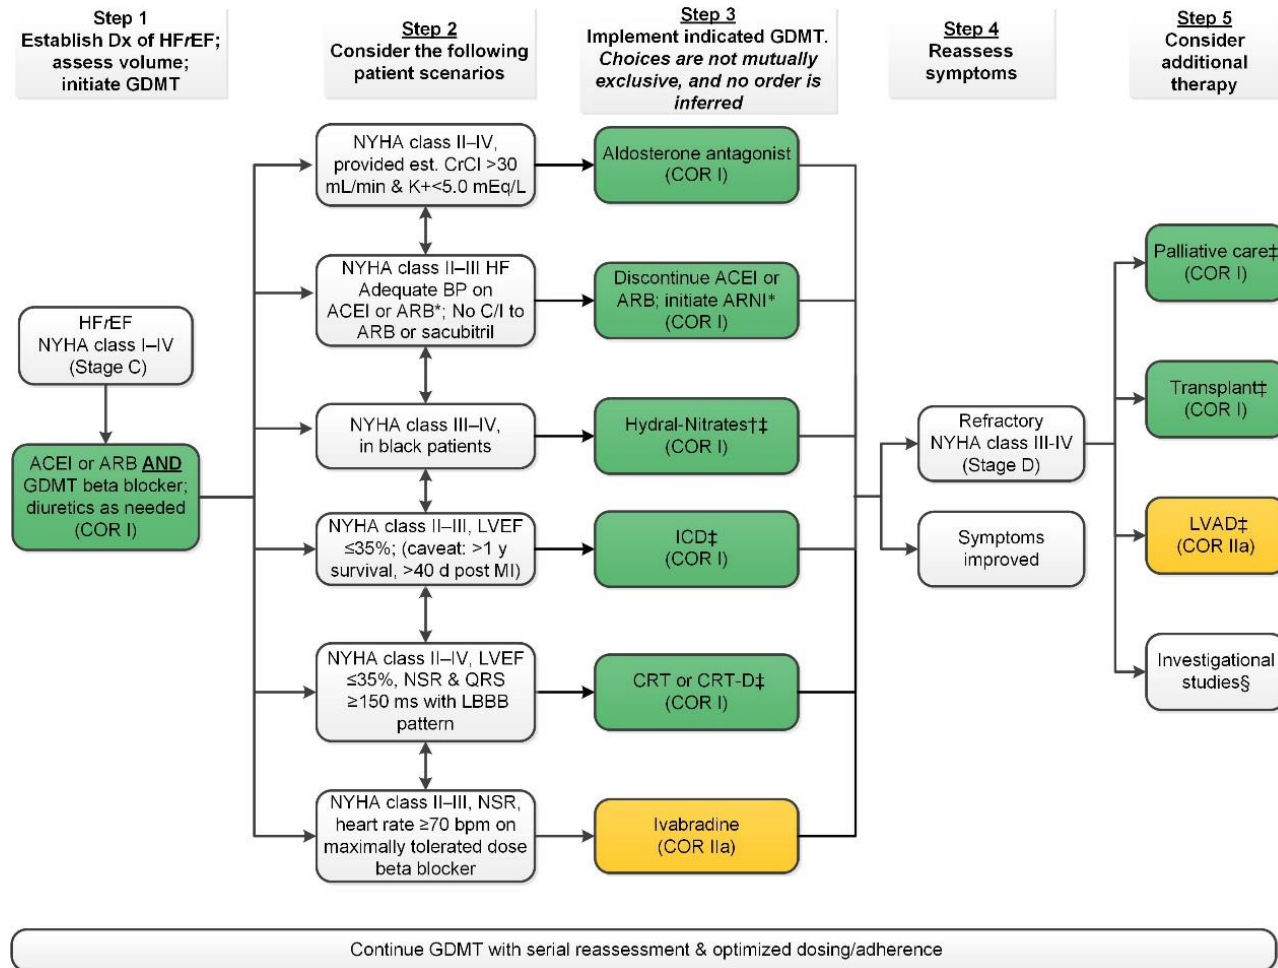 Step 1
Establish Dx of HFrEF;
assess volume;
initiate GDMT
Step 2
Consider the following
patient scenarios
Step 3
Implement indicated GDMT.
Choices are not mutually
exclusive, and no order is
inferred
Step 4
Reassess
symptoms
Step 5
Consider
additional
therapy
HFrEF
NYHA class I–IV
(Stage C)
ACEI or ARB AND
GDMT beta blocker;
diuretics as needed
(COR I)
NYHA class II–IV,
provided est. CrCl >30
mL/min & K+<5.0 mEq/L
Aldosterone antagonist
(COR I)
NYHA class II–III HF
Adequate BP on
ACEI or ARB*; No C/I to
ARB or sacubitril
Discontinue ACEI or
ARB; initiate ARNI*
(COR I)
NYHA class III–IV,
in black patients
Hydral-Nitrates†‡
(COR I)
NYHA class II–III, LVEF
≤35%; (caveat: >1 y
survival, >40 d post MI)
ICD‡
(COR I)
NYHA class II–IV, LVEF
≤35%, NSR & QRS
≥150 ms with LBBB
pattern
CRT or CRT-D‡
(COR I)
NYHA class II–III, NSR,
heart rate ≥70 bpm on
maximally tolerated dose
beta blocker
Ivabradine
(COR IIa)
Refractory
NYHA class III-IV
(Stage D)
Symptoms
improved
Palliative care‡
(COR I)
Transplant‡
(COR I)
LVAD‡
(COR IIa)
Investigational
studies§
Continue GDMT with serial reassessment & optimized dosing/adherence